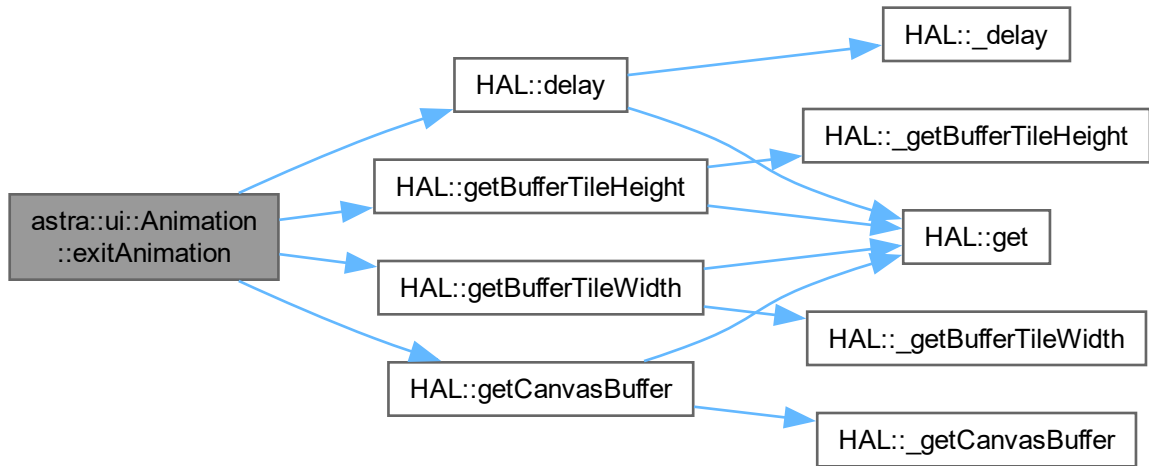 astra::ui::Animation
::exitAnimation
HAL::delay
HAL::getBufferTileHeight
HAL::getBufferTileWidth
HAL::getCanvasBuffer
HAL::_delay
HAL::_getBufferTileHeight
HAL::get
HAL::_getBufferTileWidth
HAL::_getCanvasBuffer